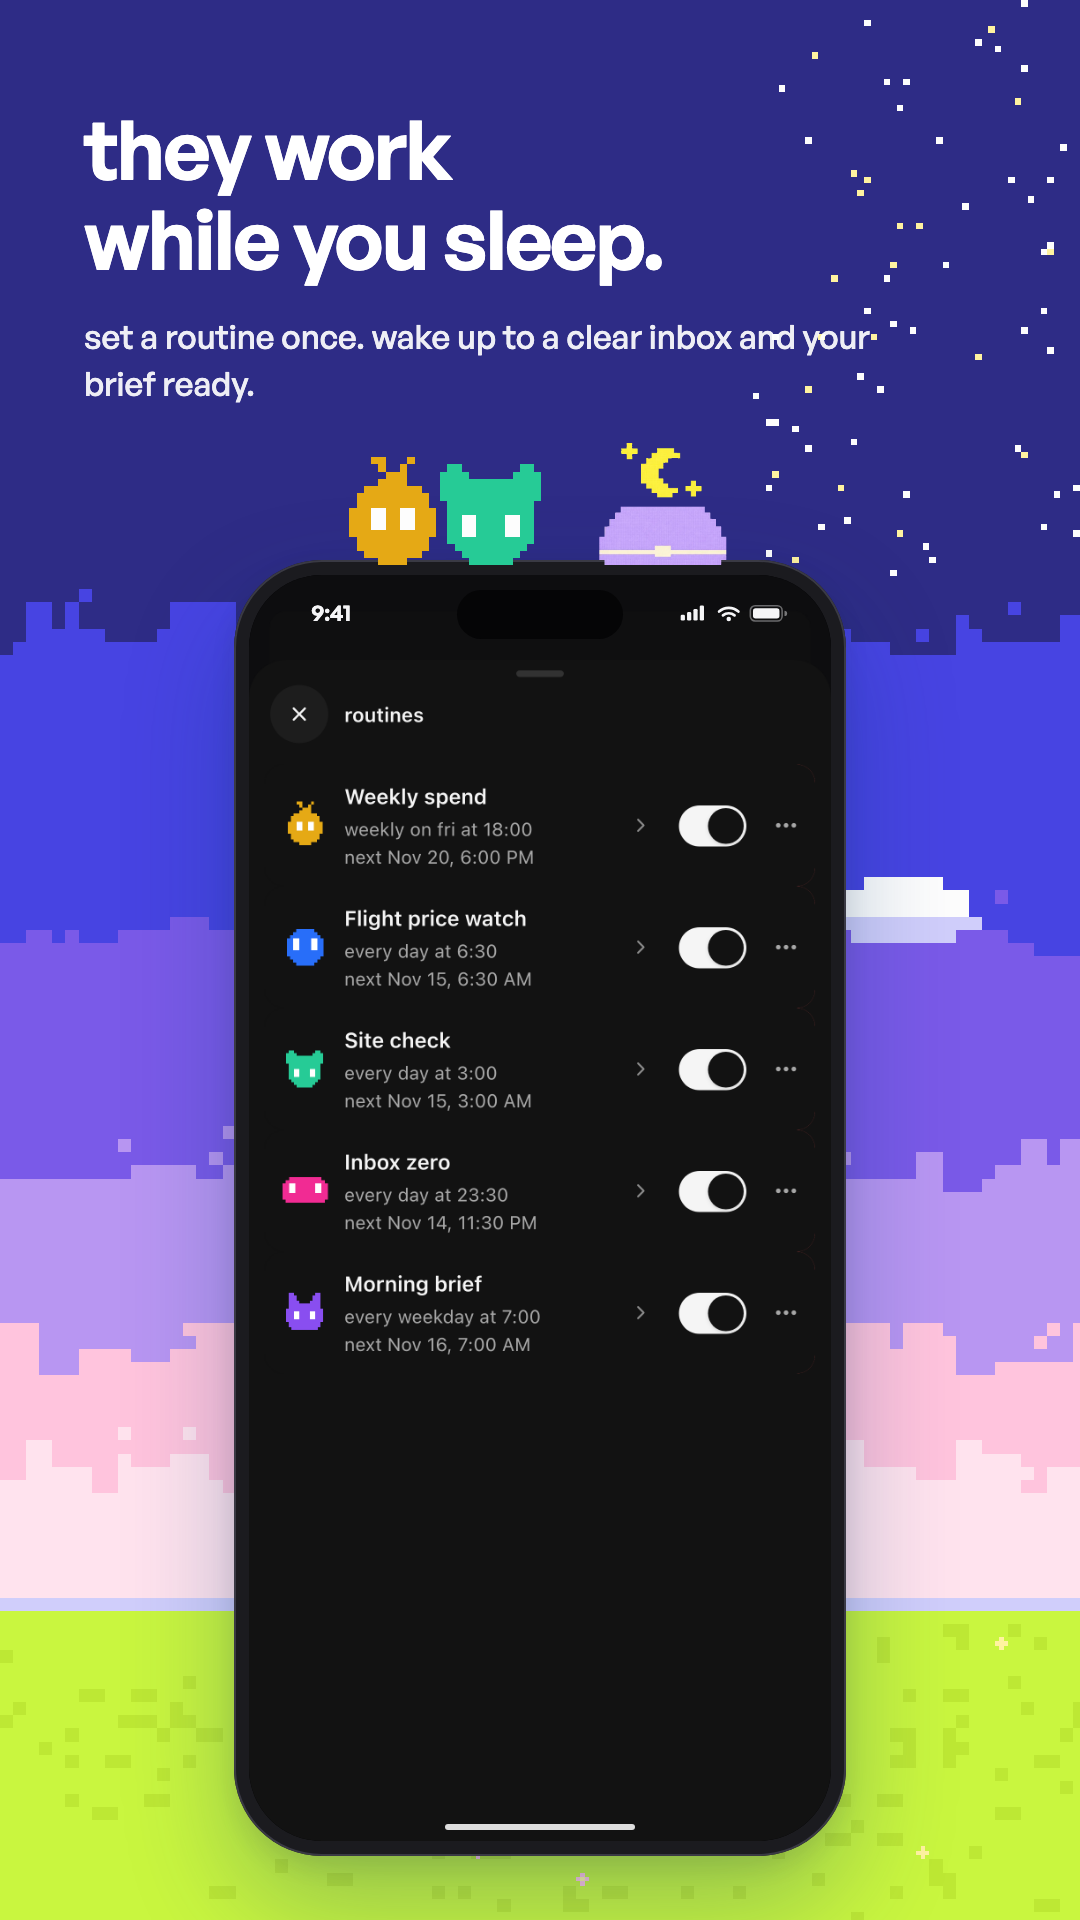 they work
while you sleep.
set a routine once. wake up to a clear inbox and your
brief ready.
9:41
routines
Weekly spend
weekly on fri at 18:00
next Nov 20, 6:00 PM
Flight price watch
every day at 6:30
next Nov 15, 6:30 AM
Site check
every day at 3:00
next Nov 15, 3:00 AM
Inbox zero
every day at 23:30
next Nov 14, 11:30 PM
Morning brief
every weekday at 7:00
next Nov 16, 7:00 AM